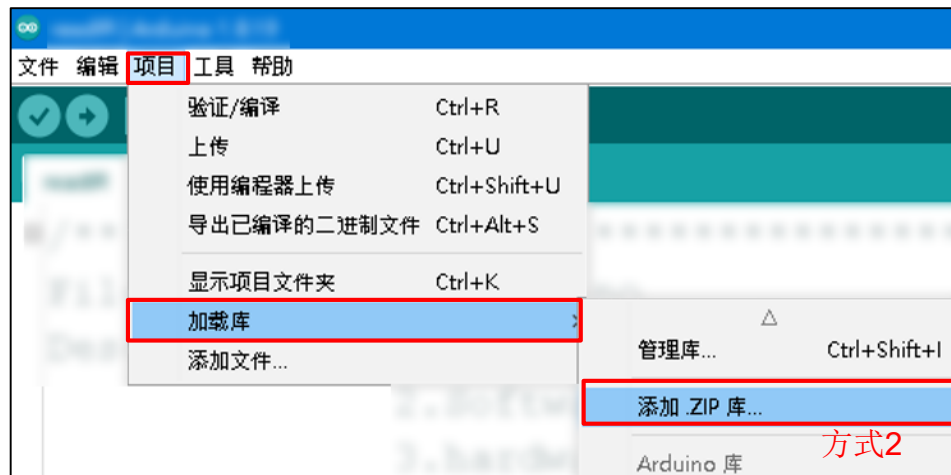 文件 编辑 项目 工具 帮助
验证/编译 Ctrl+R
上传 Ctrl+U
使用编程器上传 Ctrl+Shift+U
导出已编译的二进制文件 Ctrl+Alt+S
显示项目文件夹 Ctrl+K
加载库
添加文件...
管理库... Ctrl+Shift+I
添加 .ZIP 库...
方式2
Arduino 库